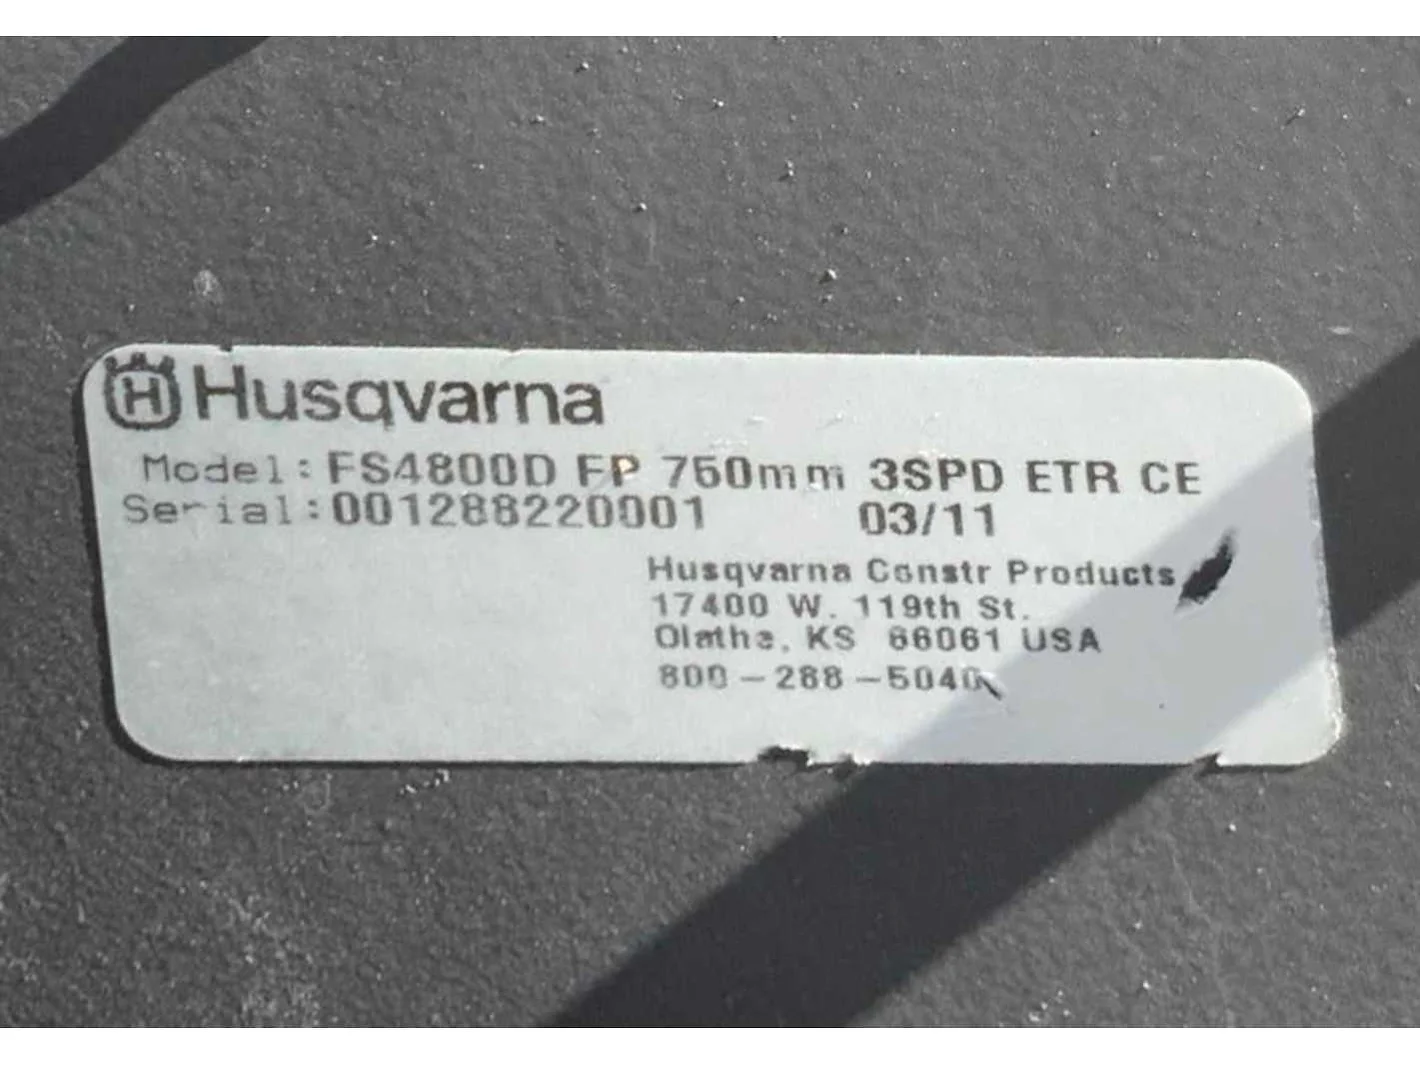 Husqvarna
Model: FS4800D FP 750mm 3SPD ETR CE
Serial:001288220001 03/11
Husqvarna Constr Products
17400 W. 119th St.
Olathe, KS 66061 USA
800-288-5040